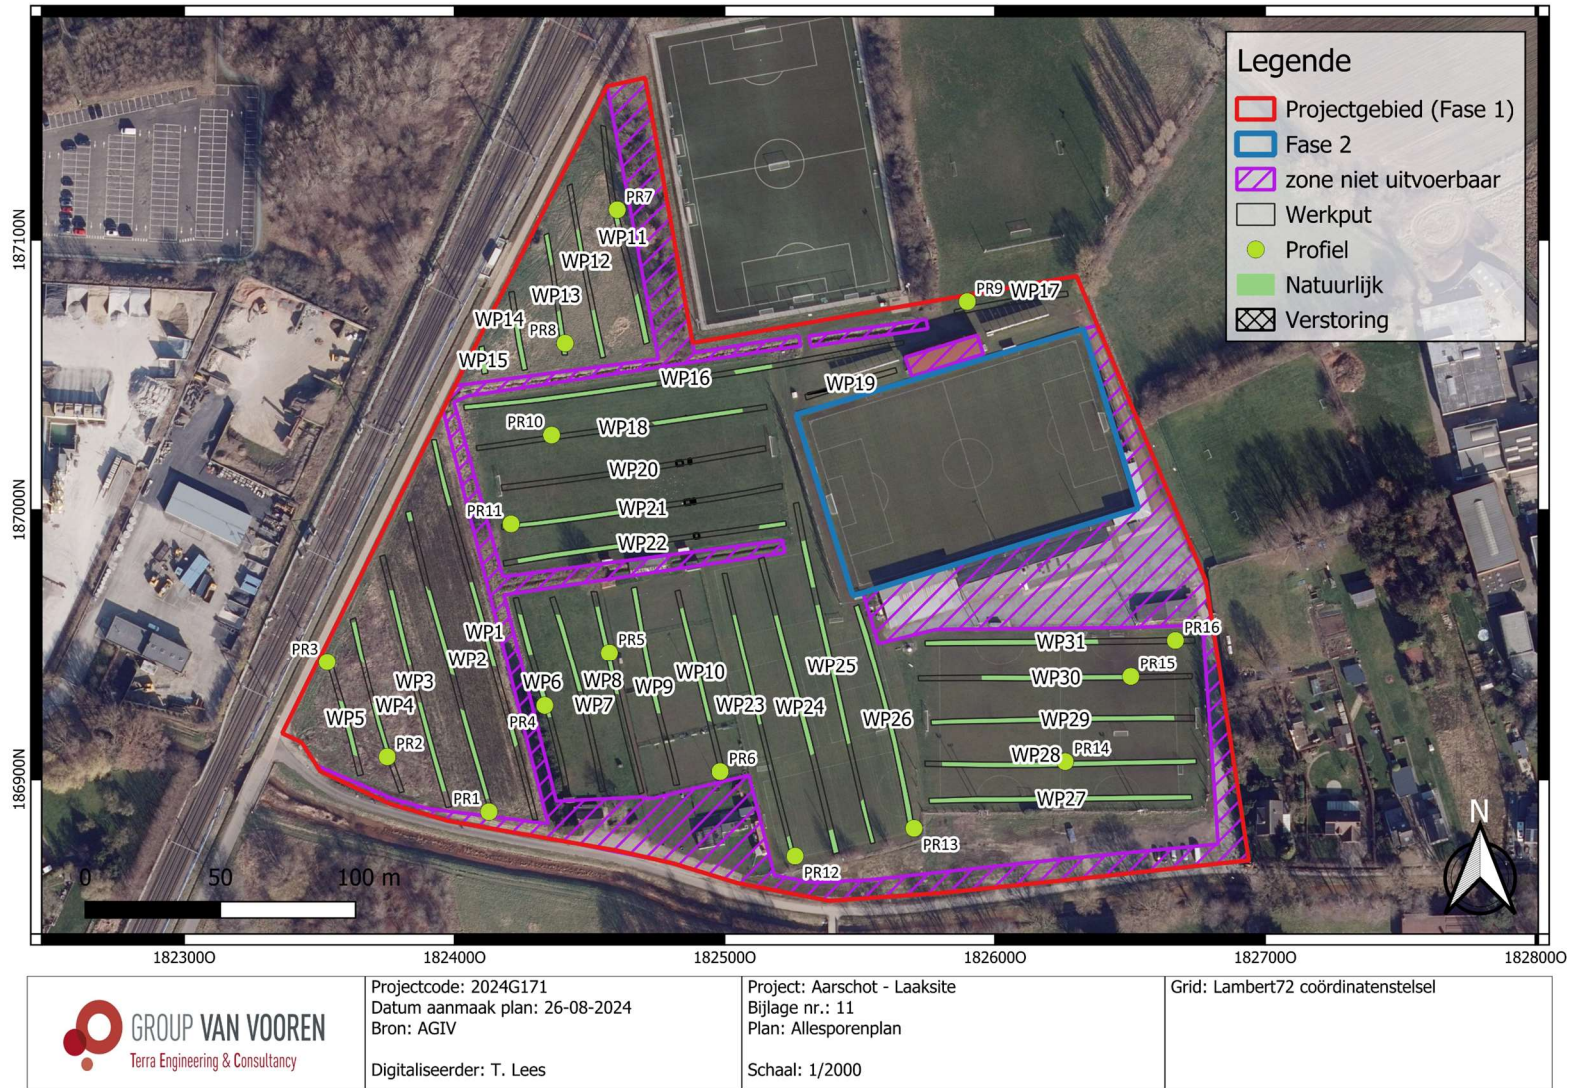 Legende
Projectgebied (Fase 1)
Fase 2
zone niet uitvoerbaar
Werkput
Profiel
Natuurlijk
Verstoring
PR7
WP11
WP12
WP13
WP14
PR8
WP15
PR9
WP17
WP16
WP19
PR10
WP18
WP20
PR11
WP21
WP22
WP1
WP2
PR3
WP3
WP4
WP5
PR2
PR1
WP6
PR4
PR5
WP8
WP7
WP9
WP10
WP23
WP24
WP25
WP26
PR6
PR12
PR13
PR16
WP31
PR15
WP30
WP29
WP28
PR14
WP27
N
0 50 100 m
187100N
187000N
186900N
182300O 182400O 182500O 182600O 182700O 182800O
GROUP VAN VOOREN
Terra Engineering & Consultancy
Projectcode: 2024G171
Datum aanmaak plan: 26-08-2024
Bron: AGIV
Digitaliseerder: T. Lees
Project: Aarschot - Laaksite
Bijlage nr.: 11
Plan: Allesporenplan
Schaal: 1/2000
Grid: Lambert72 coördinatenstelsel